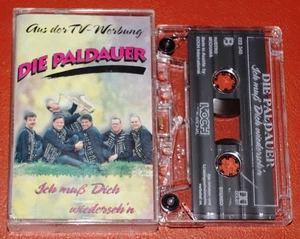 Aus der TV-Werbung
DIE PALDAUER
Ich muß Dich
wiederseh'n
DIE PALDAUER
Ich muß Dich wiederseh'n
KOCH